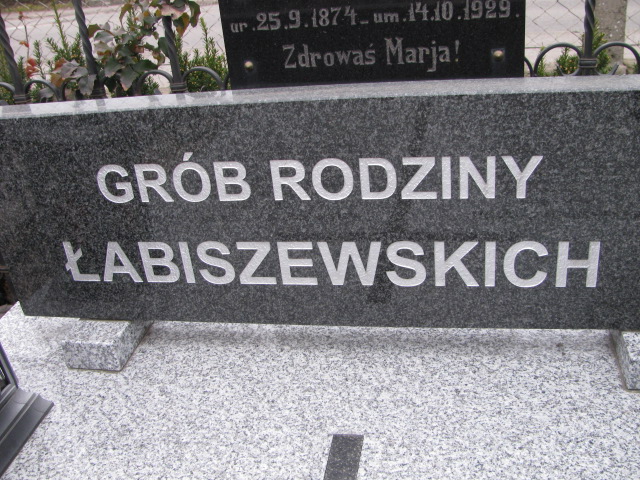 ur. 25.9.1874 - um. 14.10.1929.
Zdrowaś Marja!
GRÓB RODZINY
ŁABISZEWSKICH